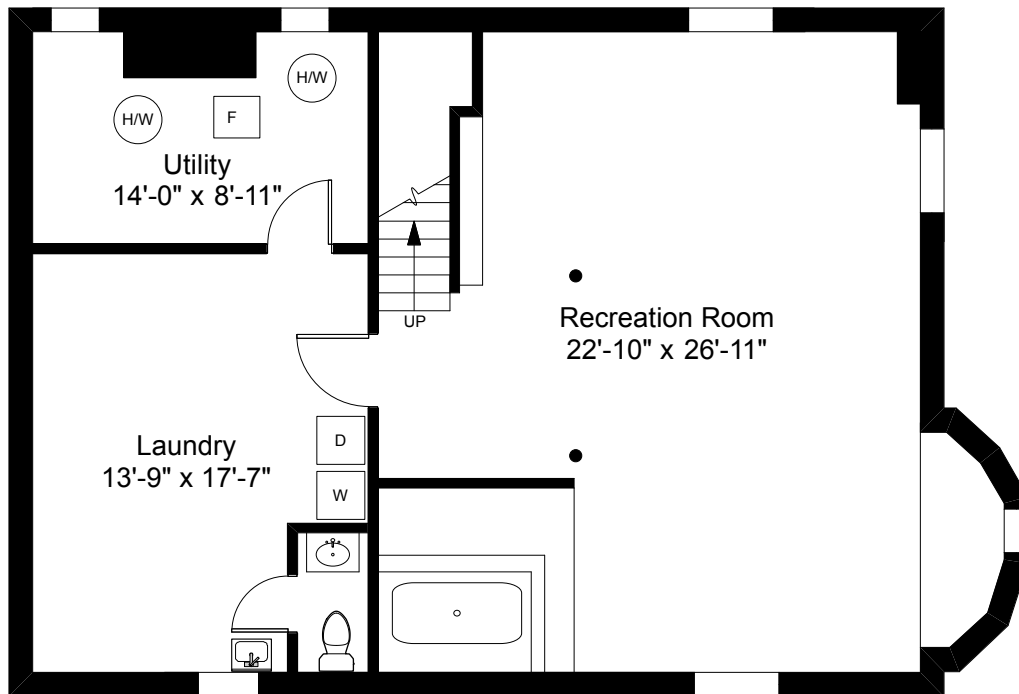 H/W
H/W
F
Utility
14'-0" x 8'-11"
UP
Recreation Room
22'-10" x 26'-11"
D
Laundry
13'-9" x 17'-7"
W